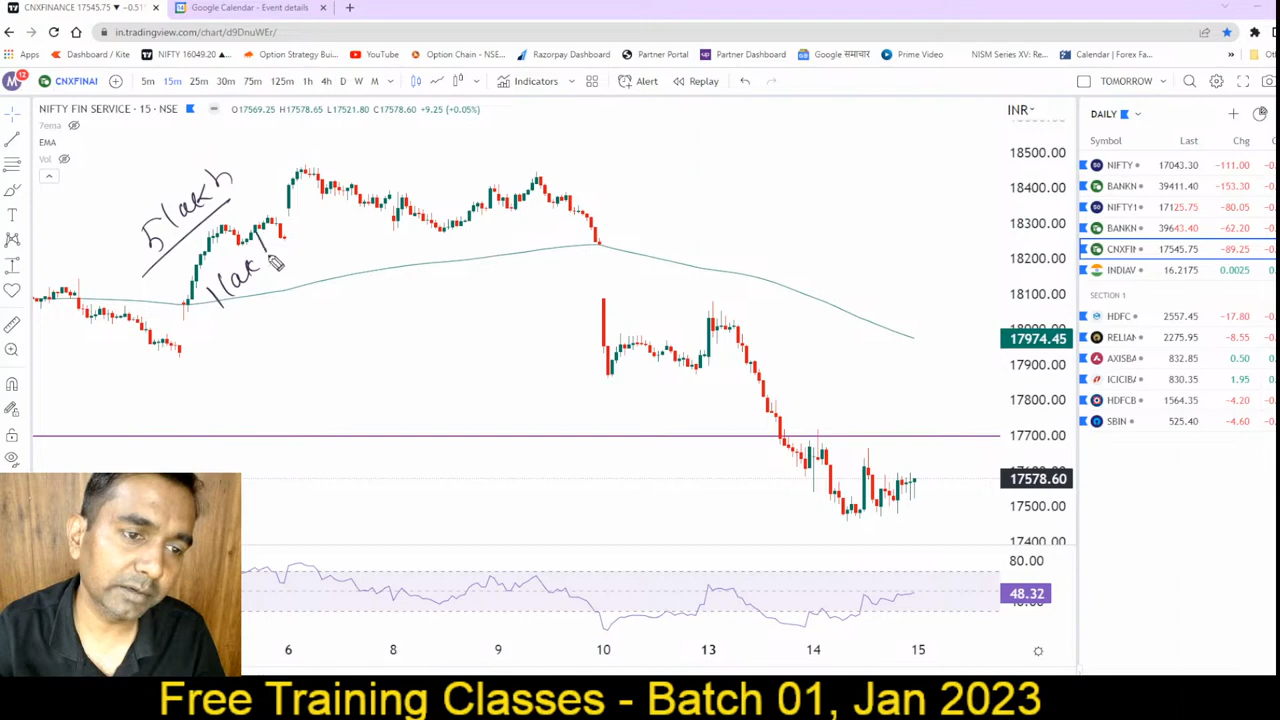 CNXFINANCE 17545.75 ▼ −0.51
Google Calendar - Event details
in.tradingview.com/chart/d9DnuWEr/
Apps Dashboard / Kite NIFTY 16049.20 Option Strategy Bui... YouTube Option Chain - NSE... Razorpay Dashboard Partner Portal Partner Dashboard Google समाचार Prime Video NISM Series XV: Re... Calendar | Forex Fa...
M 12 CNXFINAI 5m 15m 25m 30m 75m 125m 1h 4h D W M Indicators Alert Replay TOMORROW
NIFTY FIN SERVICE · 15 · NSE O17569.25 H17578.65 L17521.80 C17578.60 +9.25 (+0.05%)
7ema
EMA
Vol
5 lakh
1 lak
INR
18500.00
18400.00
18300.00
18200.00
18100.00
18000.00
17974.45
17900.00
17800.00
17700.00
17578.60
17500.00
17400.00
80.00
48.32
6 8 9 10 13 14 15
DAILY
Symbol Last Chg
NIFTY 17043.30 -111.00
BANKN 39411.40 -153.30
NIFTY1 17125.75 -80.05
BANKN 39643.40 -62.20
CNXFIN 17545.75 -89.25
INDIAV 16.2175 0.0025
SECTION 1
HDFC 2557.45 -17.80
RELIAN 2275.95 -8.55
AXISBA 832.85 0.50
ICICIBA 830.35 1.95
HDFCB 1564.35 -4.20
SBIN 525.40 -4.60
Free Training Classes - Batch 01, Jan 2023